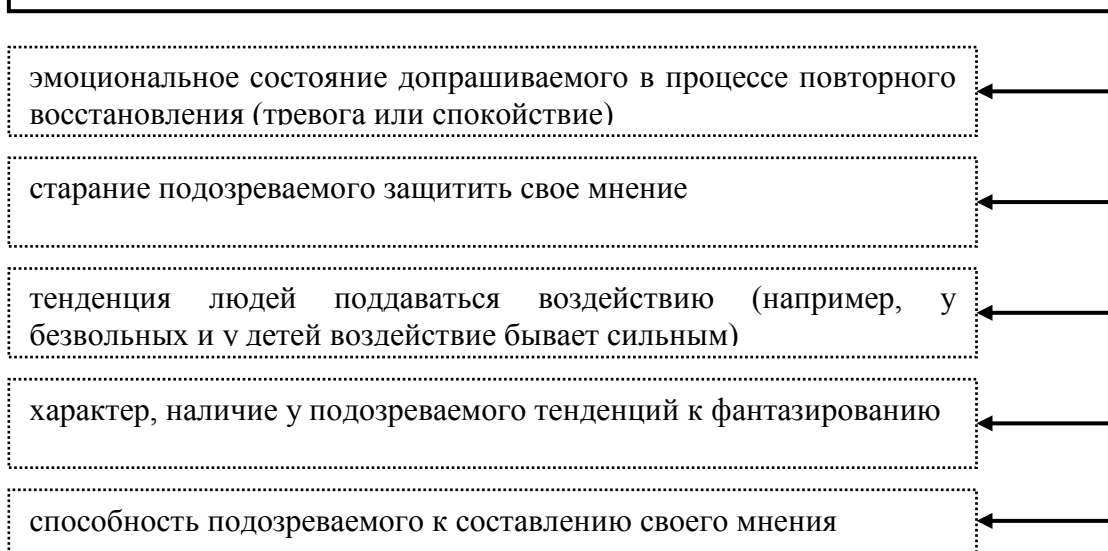 эмоциональное состояние допрашиваемого в процессе повторного
восстановления (тревога или спокойствие)
старание подозреваемого защитить свое мнение
тенденция людей поддаваться воздействию (например, у
безвольных и у детей воздействие бывает сильным)
характер, наличие у подозреваемого тенденций к фантазированию
способность подозреваемого к составлению своего мнения